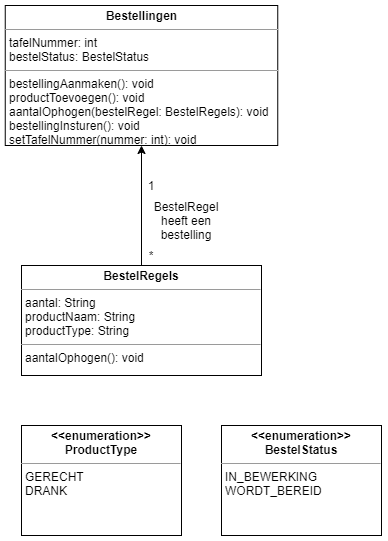 Bestellingen
tafelNummer: int
bestelStatus: BestelStatus
bestellingAanmaken(): void
productToevoegen(): void
aantalOphogen(bestelRegel: BestelRegels): void
bestellingInsturen(): void
setTafelNummer(nummer: int): void
1
BestelRegel
heeft een
bestelling
*
BestelRegels
aantal: String
productNaam: String
productType: String
aantalOphogen(): void
<<enumeration>>
ProductType
GERECHT
DRANK
<<enumeration>>
BestelStatus
IN_BEWERKING
WORDT_BEREID